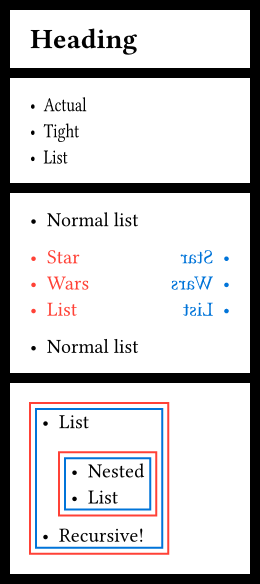 Heading
• Actual
• Tight
• List
• Normal list
• Star Star •
• Wars Wars •
• List List •
• Normal list
• List
• Nested
• List
• Recursive!